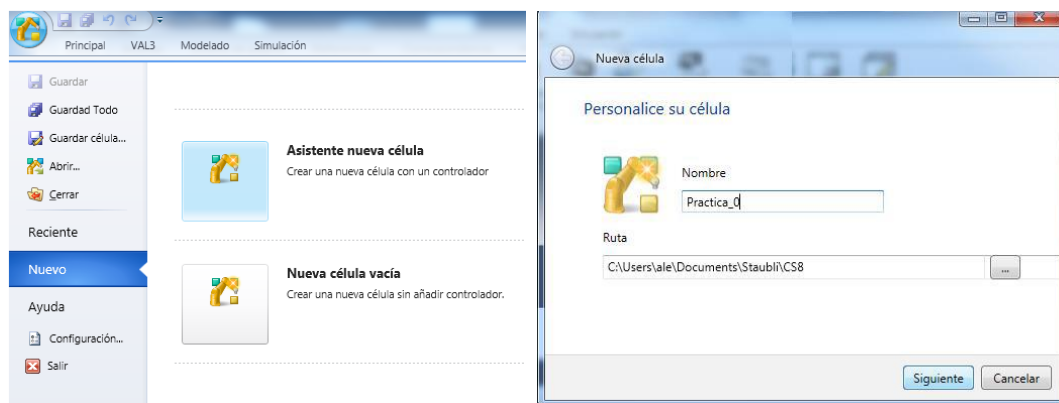 Principal VAL3 Modelado Simulación
Guardar
Guardad Todo
Guardar célula...
Abrir...
Cerrar
Reciente
Nuevo
Ayuda
Configuración...
Salir
Asistente nueva célula
Crear una nueva célula con un controlador
Nueva célula vacía
Crear una nueva célula sin añadir controlador.
Nueva célula
Personalice su célula
Nombre
Practica_0
Ruta
C:\Users\ale\Documents\Staubli\CS8
...
Siguiente Cancelar